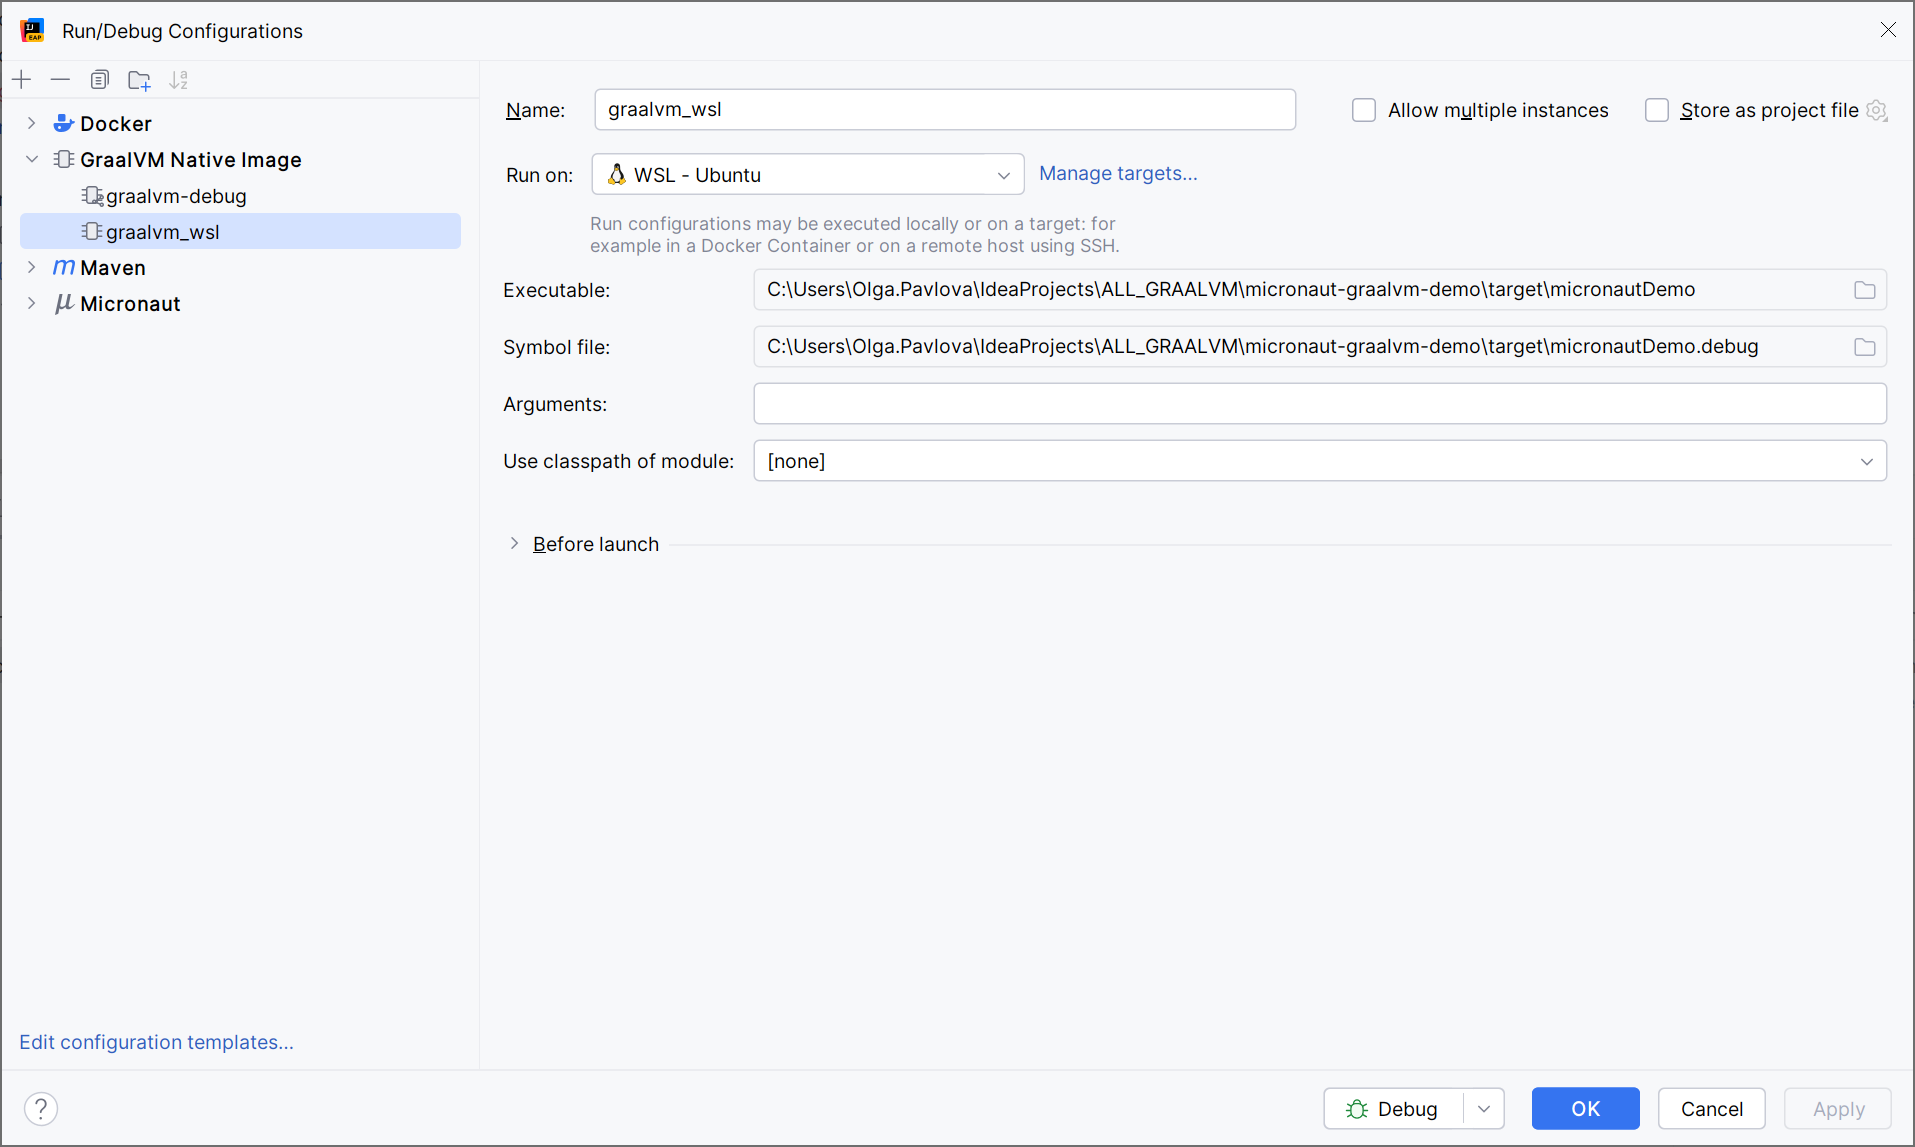 Run/Debug Configurations
Docker
GraalVM Native Image
graalvm-debug
graalvm_wsl
m Maven
μ Micronaut
Edit configuration templates...
Name: graalvm_wsl
Allow multiple instances
Store as project file
Run on: WSL - Ubuntu
Manage targets...
Run configurations may be executed locally or on a target: for
example in a Docker Container or on a remote host using SSH.
Executable: C:\Users\Olga.Pavlova\IdeaProjects\ALL_GRAALVM\micronaut-graalvm-demo\target\micronautDemo
Symbol file: C:\Users\Olga.Pavlova\IdeaProjects\ALL_GRAALVM\micronaut-graalvm-demo\target\micronautDemo.debug
Arguments:
Use classpath of module: [none]
Before launch
?
Debug
OK
Cancel
Apply